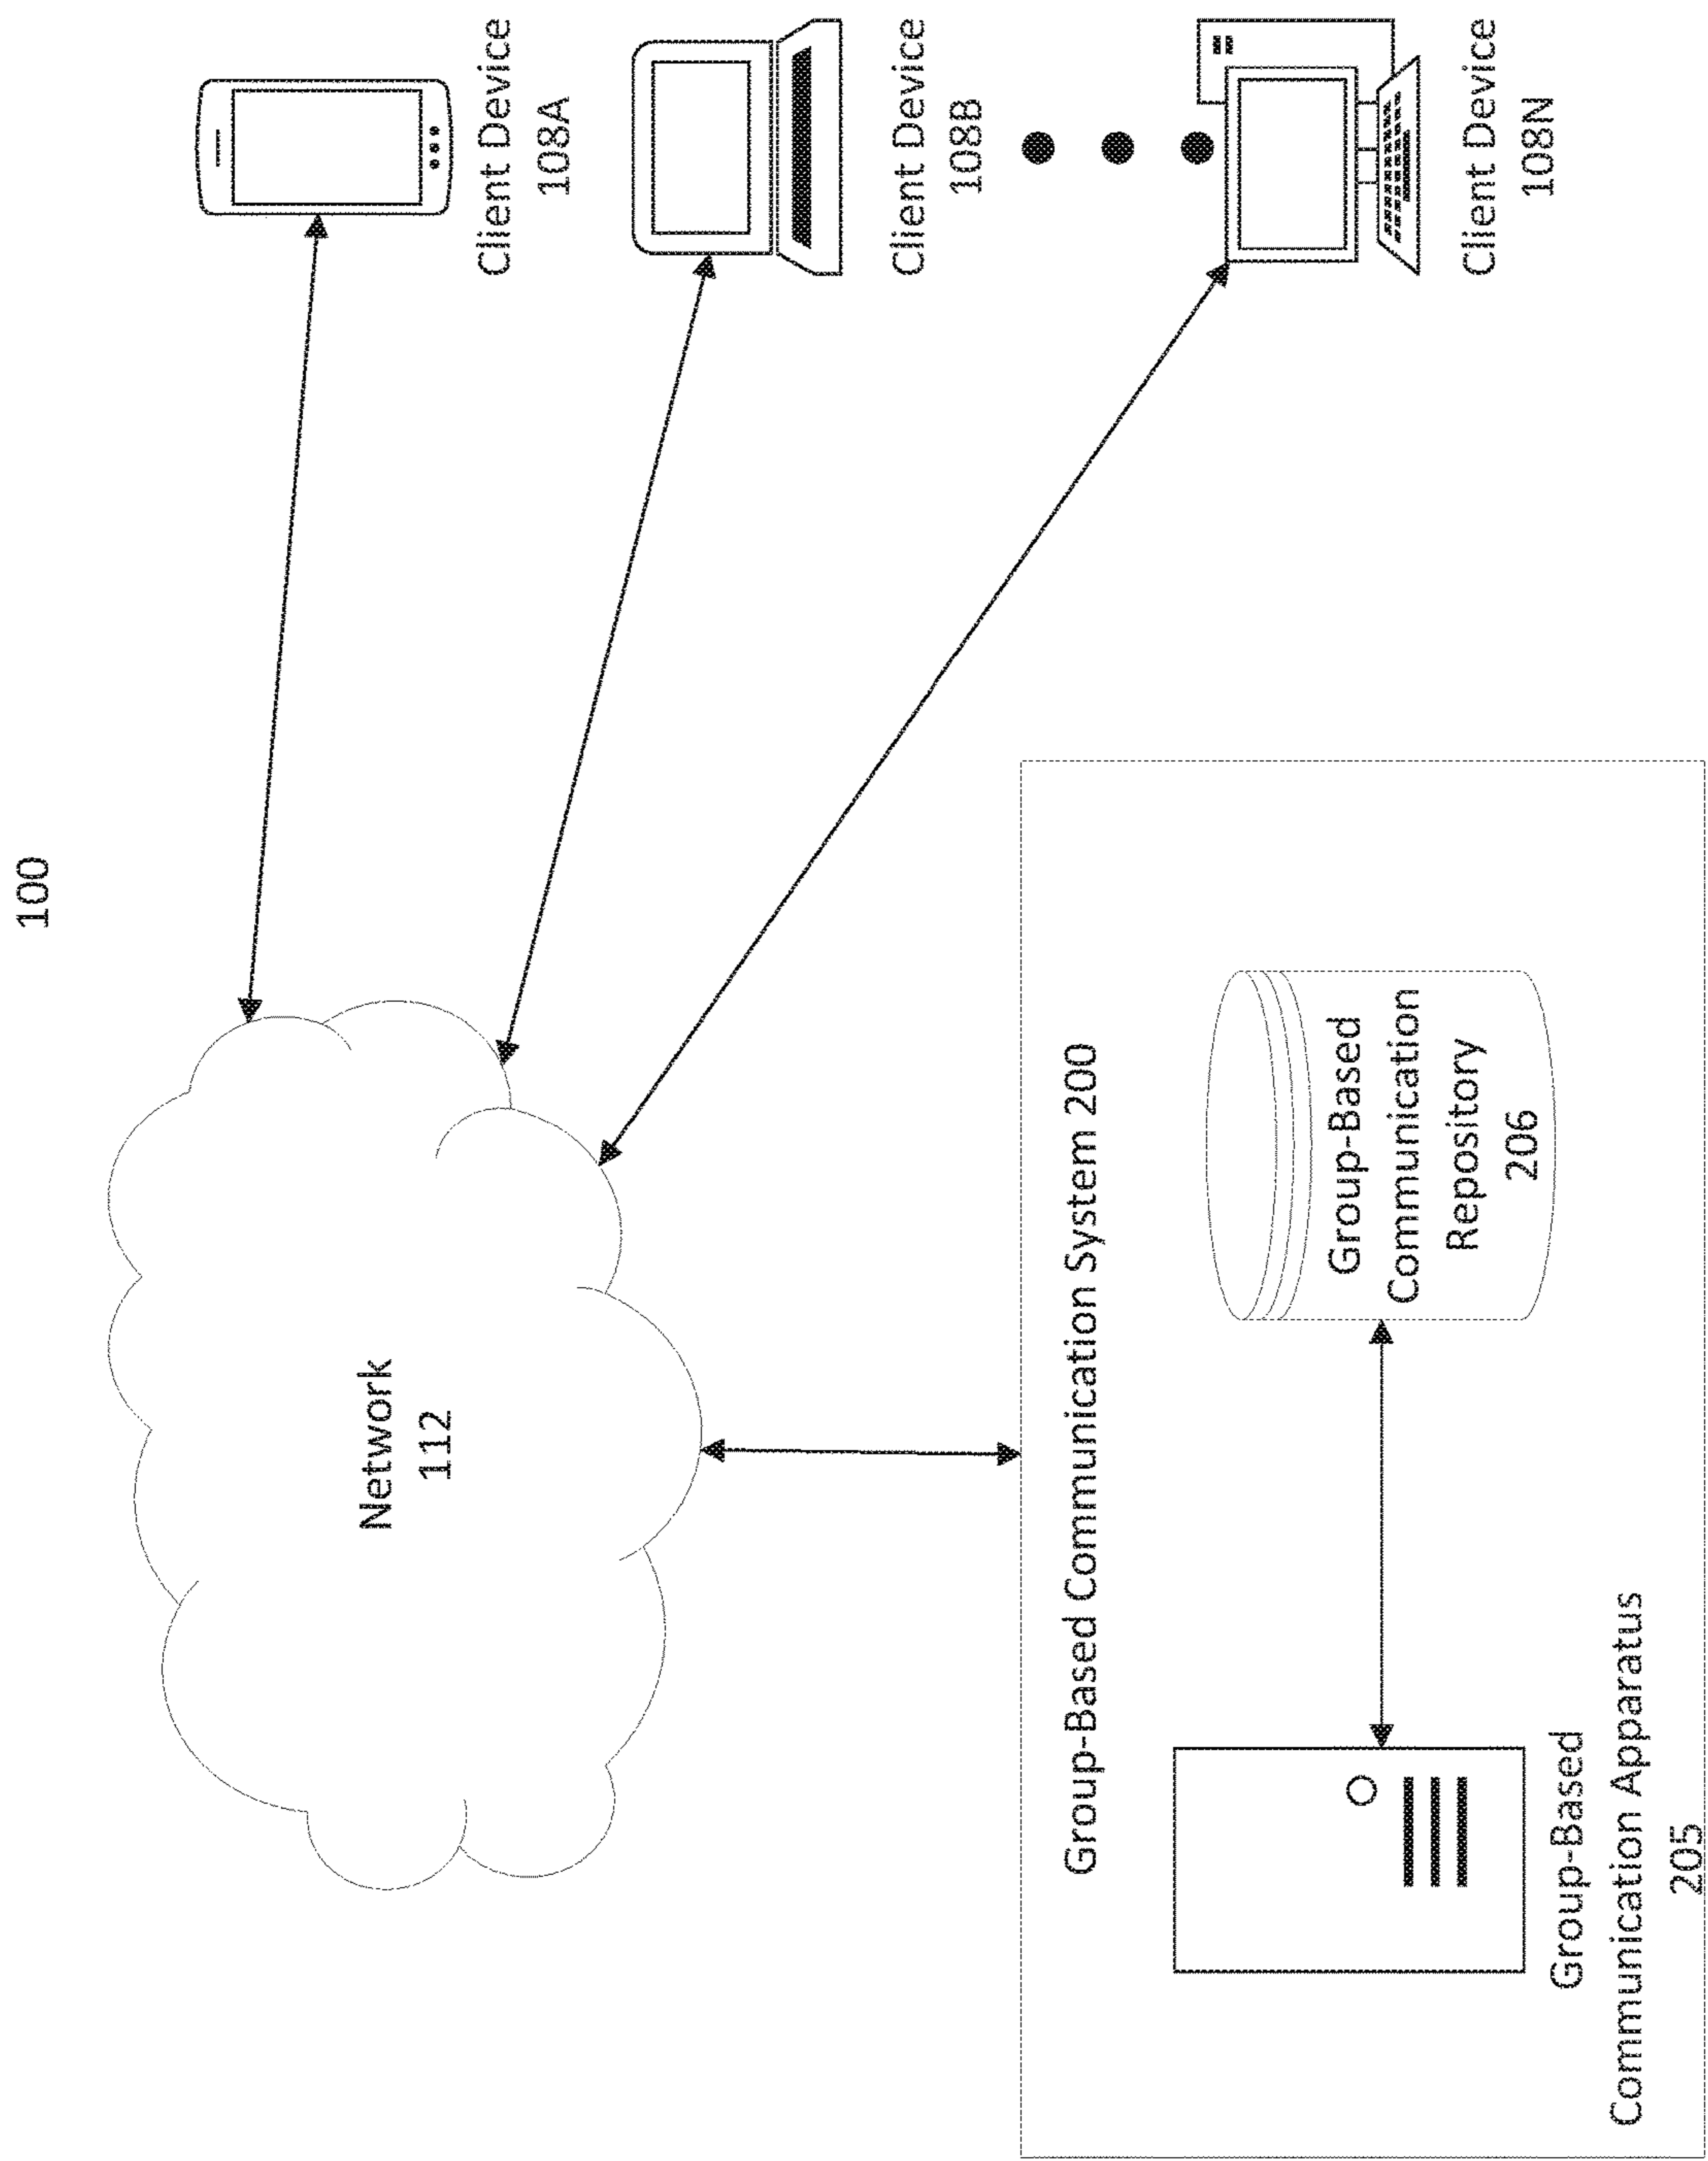 100
Network
112
Client Device
108A
Client Device
108B
Client Device
108N
Group-Based Communication System 200
Group-Based
Communication
Repository
206
Group-Based
Communication Apparatus
205